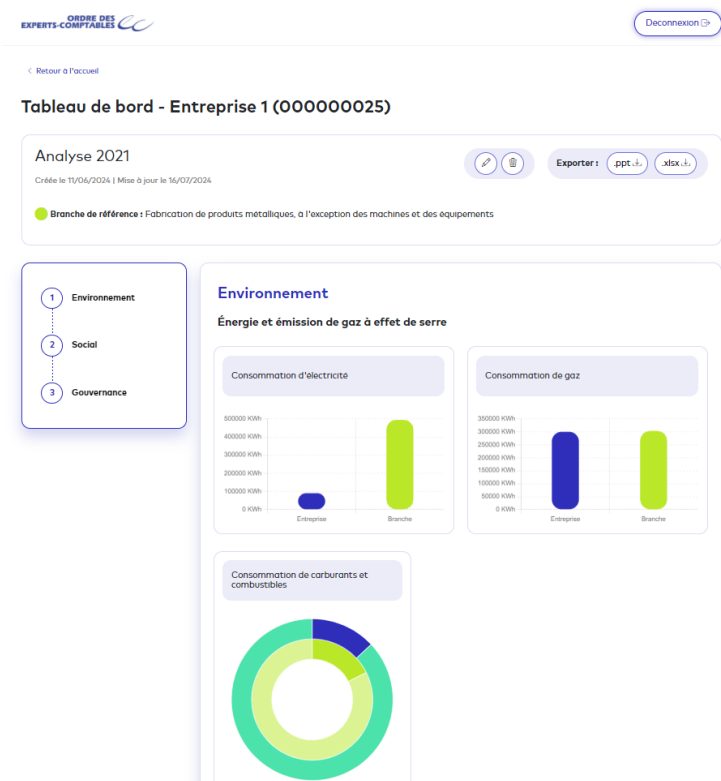 ORDRE DES
EXPERTS-COMPTABLES
Deconnexion
< Retour à l'accueil
Tableau de bord - Entreprise 1 (000000025)
Analyse 2021
Exporter : .ppt .xlsx
Créée le 11/06/2024 | Mise à jour le 16/07/2024
Branche de référence : Fabrication de produits métalliques, à l'exception des machines et des équipements
1 Environnement
2 Social
3 Gouvernance
Environnement
Énergie et émission de gaz à effet de serre
Consommation d'électricité
500000 KWh
400000 KWh
300000 KWh
200000 KWh
100000 KWh
0 KWh
Entreprise Branche
Consommation de gaz
350000 KWh
300000 KWh
250000 KWh
200000 KWh
150000 KWh
100000 KWh
50000 KWh
0 KWh
Entreprise Branche
Consommation de carburants et
combustibles